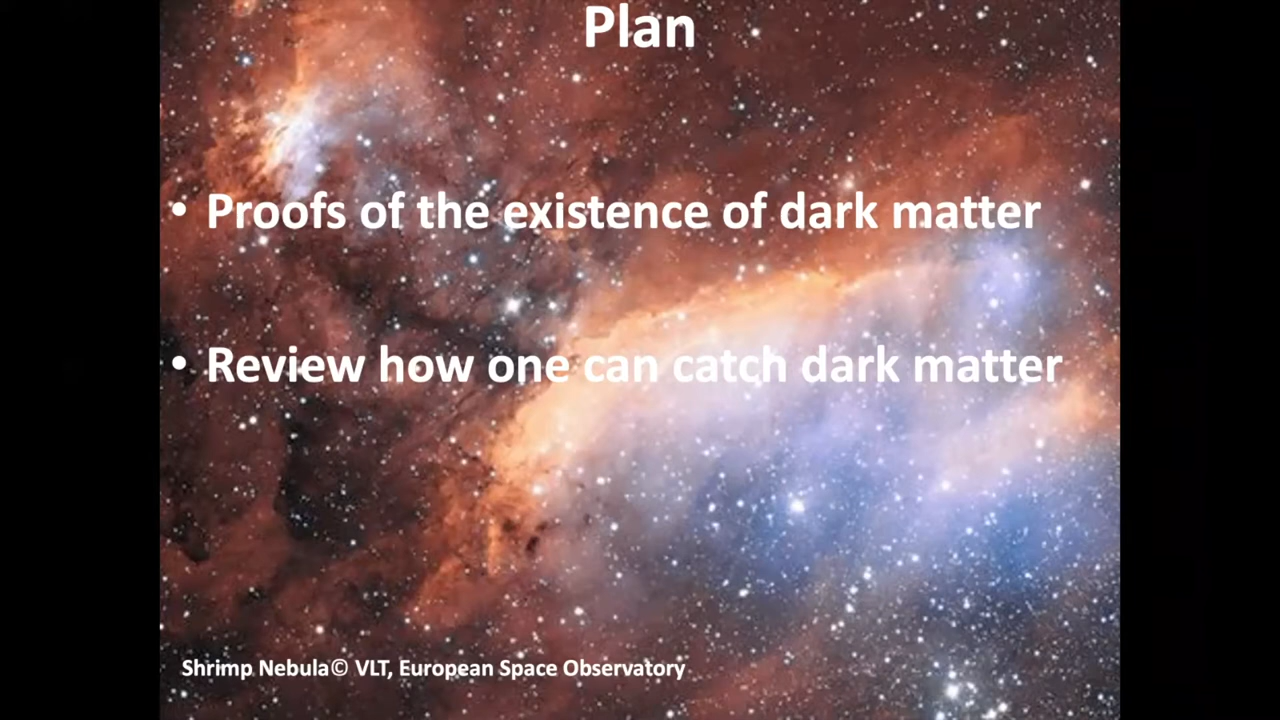 Plan
• Proofs of the existence of dark matter
• Review how one can catch dark matter
Shrimp Nebula© VLT, European Space Observatory